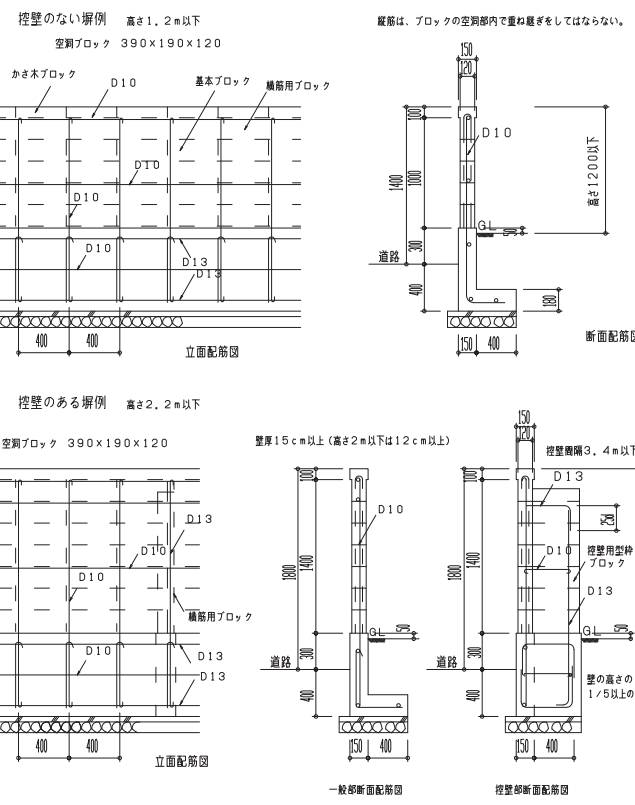 控壁のない塀例 高さ1.2m以下
空洞ブロック 390×190×120
かさ木ブロック
D10
基本ブロック
横筋用ブロック
D10
D10
D10
D13
D13
400
400
立面配筋図
縦筋は、ブロックの空洞部内で重ね継ぎをしてはならない。
150
120
100
D10
1400
1000
高さ1200以下
GL
50
300
道路
400
180
150
400
断面配筋図
控壁のある塀例 高さ2.2m以下
空洞ブロック 390×190×120
D13
D10
D10
横筋用ブロック
D10
D13
D13
400
400
立面配筋図
壁厚15cm以上(高さ2m以下は12cm以上)
100
D10
1800
1400
GL
50
300
道路
400
150
400
一般部断面配筋図
150
120
控壁間隔3.4m以下
100
D13
25d
D10
控壁用型枠
ブロック
D13
1800
1400
GL
50
300
道路
壁の高さの
1/5以上の
400
150
400
控壁部断面配筋図